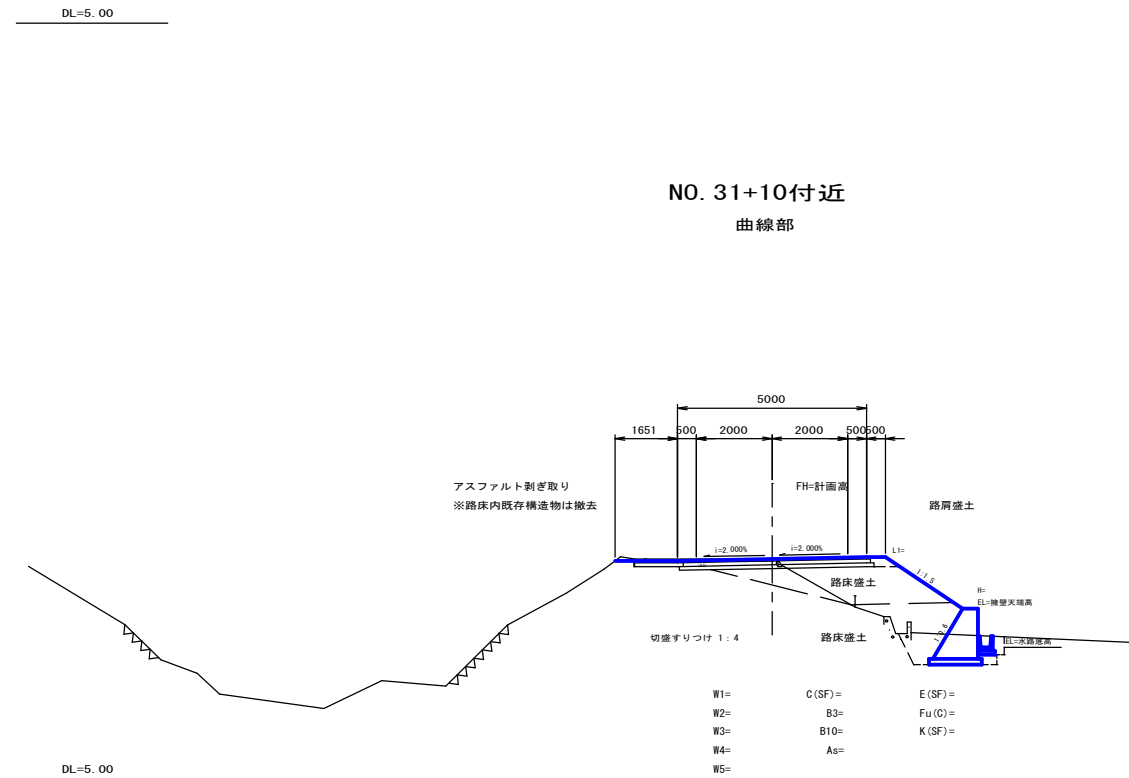 DL=5.00
NO.31+10付近
曲線部
5000
1651 500 2000 2000 500 500
アスファルト剥ぎ取り
※路床内既存構造物は撤去
FH=計画高
路肩盛土
i=2.000% i=2.000%
L1=
1:1.5
路床盛土
H=
EL=擁壁天端高
切盛すりつけ 1:4
路床盛土
EL=水路底高
W1= C(SF)= E(SF)=
W2= B3= Fu(C)=
W3= B10= K(SF)=
W4= As=
W5=
DL=5.00